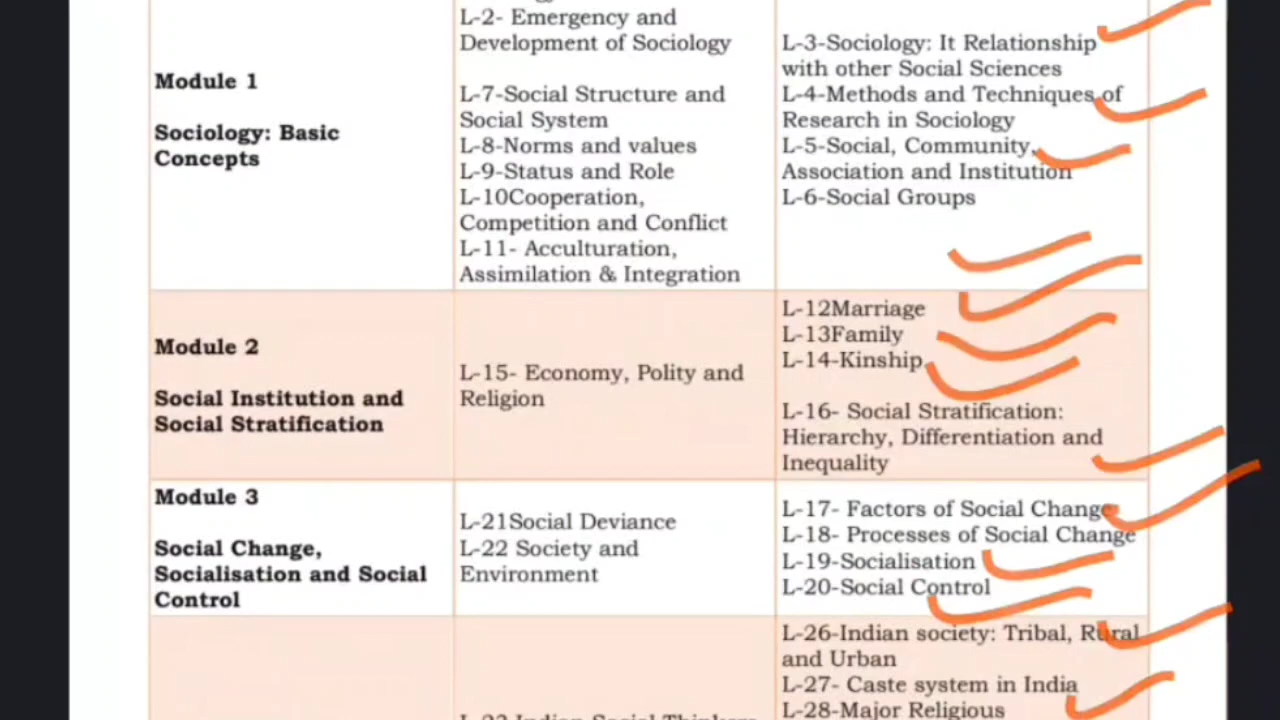 L-2- Emergency and
Development of Sociology
L-7-Social Structure and
Social System
L-8-Norms and values
L-9-Status and Role
L-10Cooperation,
Competition and Conflict
L-11- Acculturation,
Assimilation & Integration
Module 1
Sociology: Basic
Concepts
L-3-Sociology: It Relationship
with other Social Sciences
L-4-Methods and Techniques of
Research in Sociology
L-5-Social, Community,
Association and Institution
L-6-Social Groups
Module 2
Social Institution and
Social Stratification
L-15- Economy, Polity and
Religion
L-12Marriage
L-13Family
L-14-Kinship
L-16- Social Stratification:
Hierarchy, Differentiation and
Inequality
Module 3
Social Change,
Socialisation and Social
Control
L-21Social Deviance
L-22 Society and
Environment
L-17- Factors of Social Change
L-18- Processes of Social Change
L-19-Socialisation
L-20-Social Control
L-26-Indian society: Tribal, Rural
and Urban
L-27- Caste system in India
L-28-Major Religious